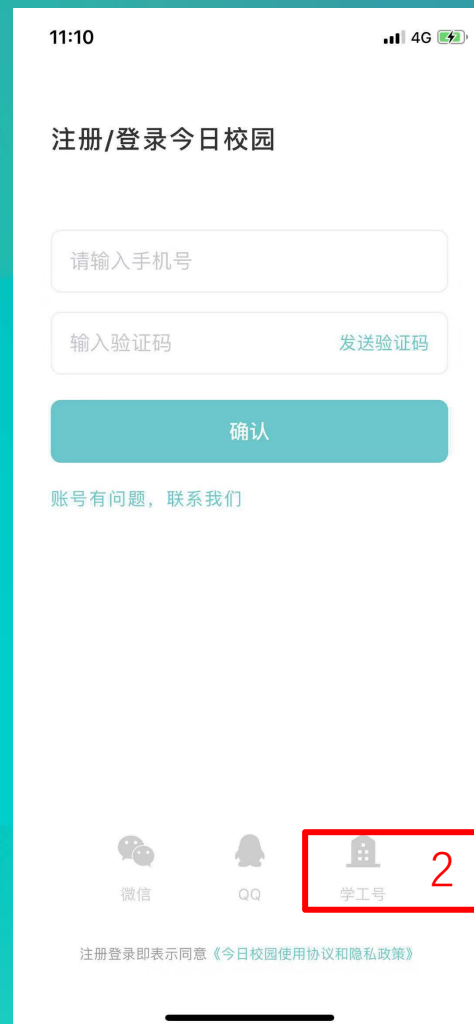 11:10 4G
注册/登录今日校园
请输入手机号
输入验证码 发送验证码
确认
账号有问题，联系我们
2
微信 QQ 学工号
注册登录即表示同意《今日校园使用协议和隐私政策》